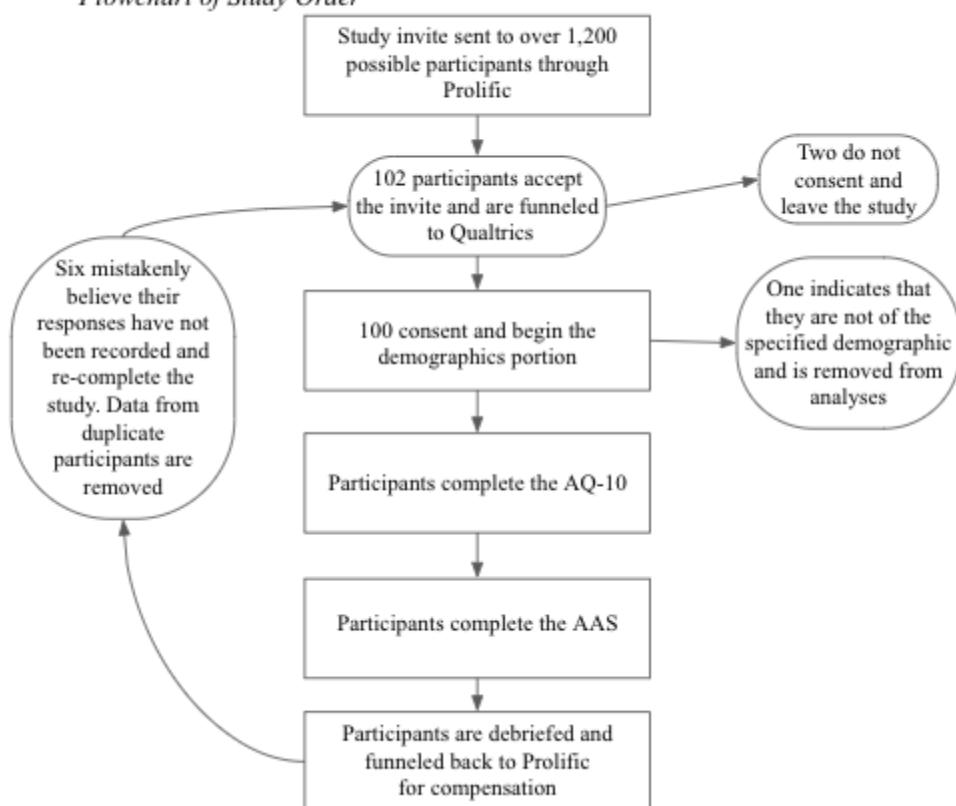 Flowchart of Study Order
Study invite sent to over 1,200
possible participants through
Prolific
102 participants accept
the invite and are funneled
to Qualtrics
Two do not
consent and
leave the study
Six mistakenly
believe their
responses have not
been recorded and
re-complete the
study. Data from
duplicate
participants are
removed
100 consent and begin the
demographics portion
One indicates that
they are not of the
specified demographic
and is removed from
analyses
Participants complete the AQ-10
Participants complete the AAS
Participants are debriefed and
funneled back to Prolific
for compensation